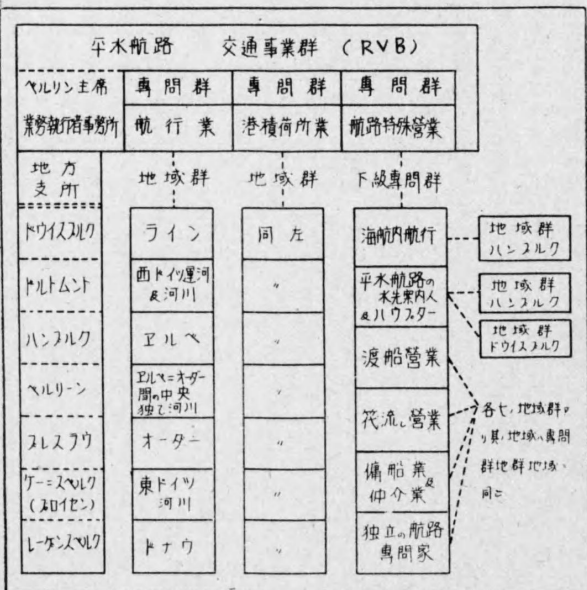 平水航路 交通事業群 (RVB)
ベルリン主席
業務執行者事務所
専問群
航行業
専問群
港積荷所業
専問群
航路特殊営業
地方
支所
地域群
地域群
下級専問群
ドウイスブルク
ライン
同左
海航内航行
地域群
ハンブルク
ドルトムント
西ドイツ運河
及河川
〃
平水航路の
水先案内人
及ハウプター
地域群
ハンブルク
地域群
ドウイスブルク
ハンブルク
エルベ
〃
渡船営業
ベルリーン
エルベ=オーダー
間の中央
独乙河川
〃
筏流し営業
ブレスラウ
オーダー
〃
傭船業&
仲介業
ケーニスベルク
(プロイセン)
東ドイツ
河川
〃
独立の航路
専問家
レーゲンスベルク
ドナウ
〃
各七ノ地域群
り其ノ地域ハ専問
群地群地域ト
同じ